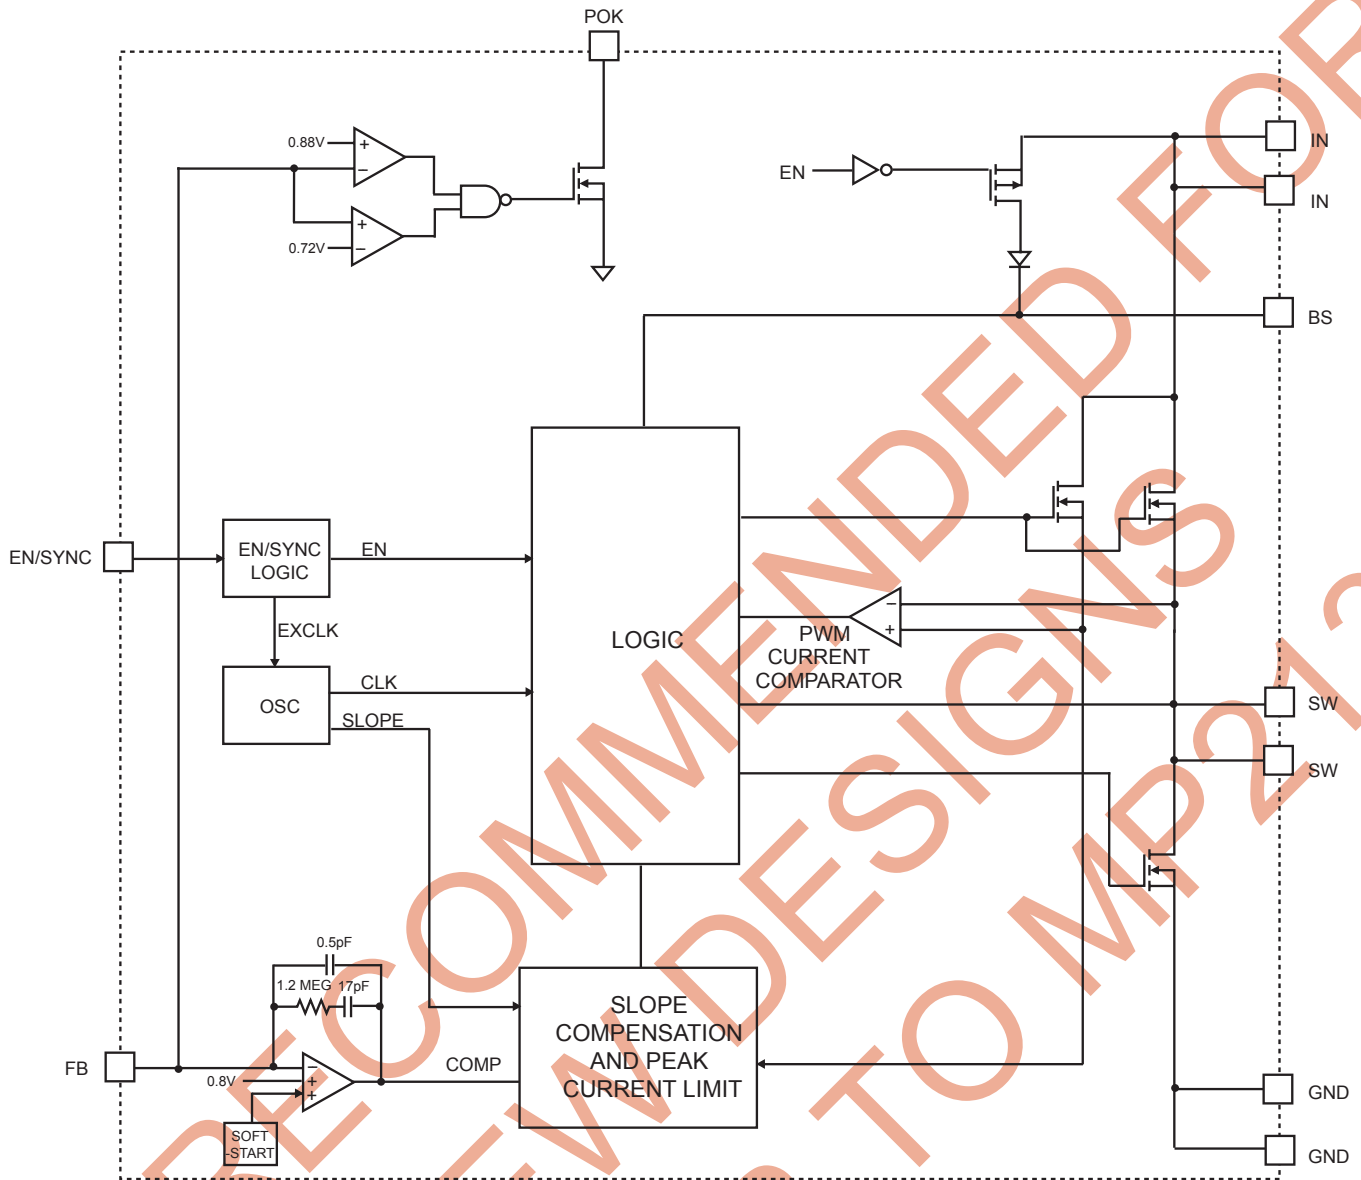 POK
0.88V
+
−
0.72V
+
−
EN
IN
IN
BS
EN/SYNC
EN/SYNC
LOGIC
EN
EXCLK
OSC
CLK
SLOPE
LOGIC
−
+
PWM
CURRENT
COMPARATOR
SW
SW
0.5pF
1.2 MEG 17pF
FB
0.8V
−
+
+
SOFT
-START
COMP
SLOPE
COMPENSATION
AND PEAK
CURRENT LIMIT
GND
GND
RECOMMENDED FOR
EW DESIGNS
TO MP212